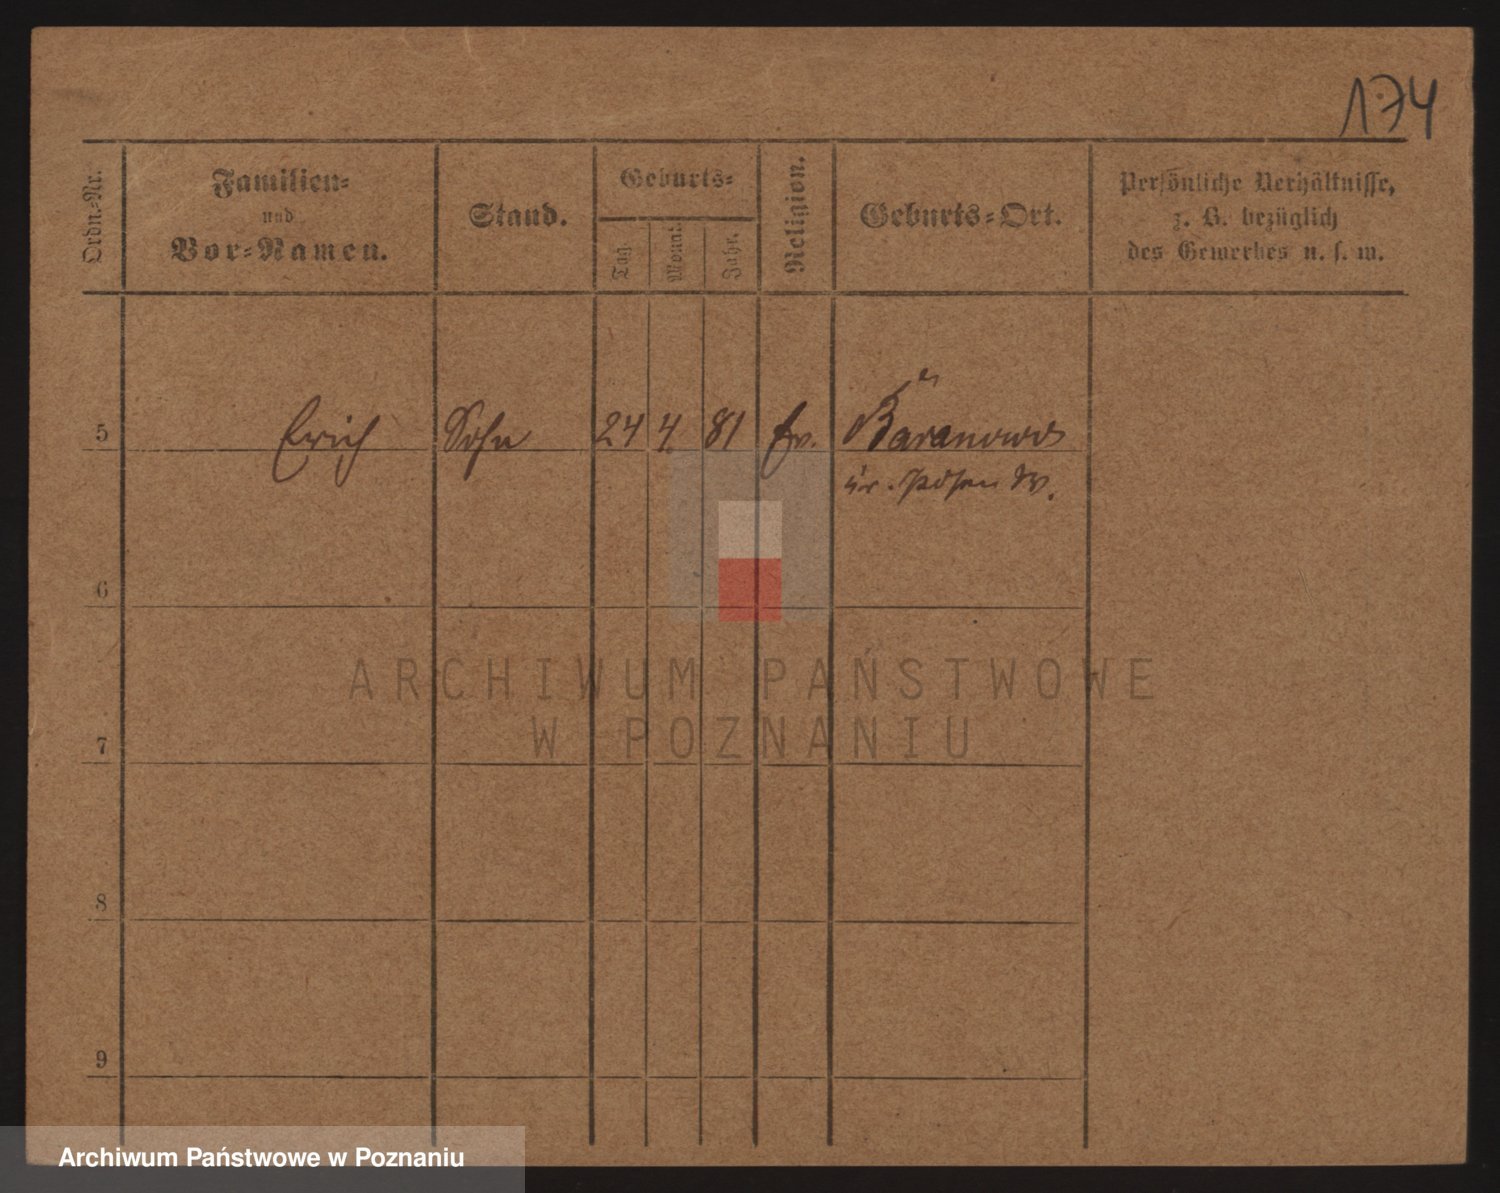 174
Ordn.-Nr.
Familien-
und
Vor-Namen.
Stand.
Geburts-
Tag.
Monat.
Jahr.
Religion.
Geburts-Ort.
Persönliche Verhältnisse,
z. B. bezüglich
des Gewerbes u. s. w.
5 Erich Sohn 24 4. 81 Ev. Baranowo
Kr. Posen W.
6
7
8
9
ARCHIWUM PAŃSTWOWE
W POZNANIU
Archiwum Państwowe w Poznaniu